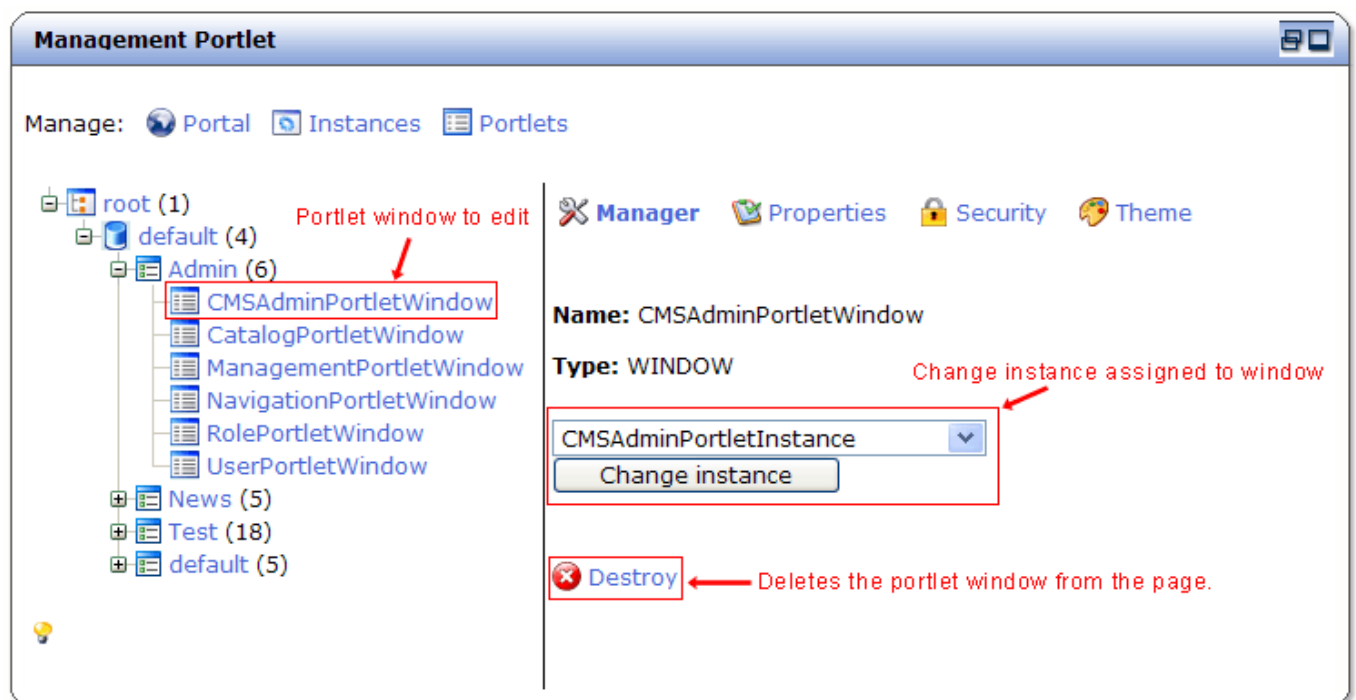 Management Portlet
Manage: Portal Instances Portlets
root (1)
Portlet window to edit
default (4)
Admin (6)
CMSAdminPortletWindow
CatalogPortletWindow
ManagementPortletWindow
NavigationPortletWindow
RolePortletWindow
UserPortletWindow
News (5)
Test (18)
default (5)
Manager Properties Security Theme
Name: CMSAdminPortletWindow
Type: WINDOW
Change instance assigned to window
CMSAdminPortletInstance
Change instance
Destroy
Deletes the portlet window from the page.